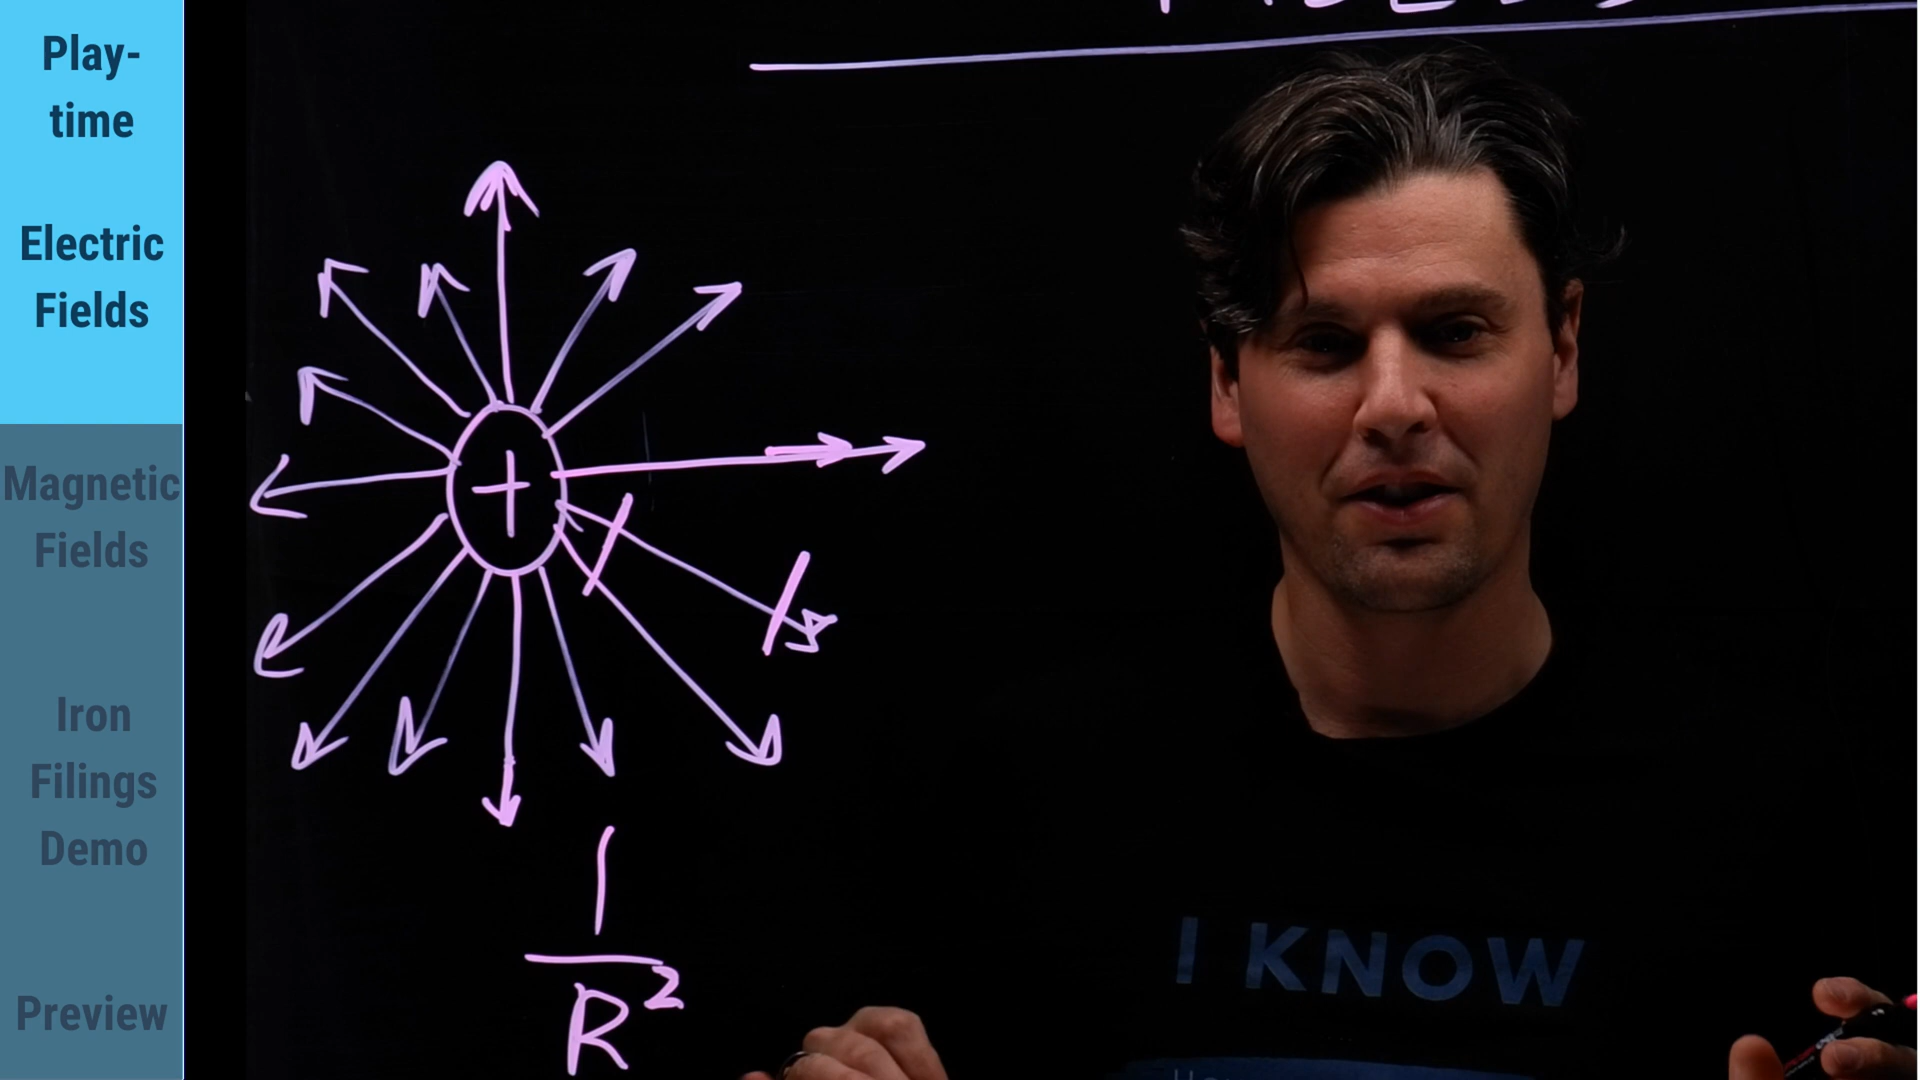 Play-
time
Electric
Fields
Magnetic
Fields
Iron
Filings
Demo
Preview
+
1
R²
I KNOW